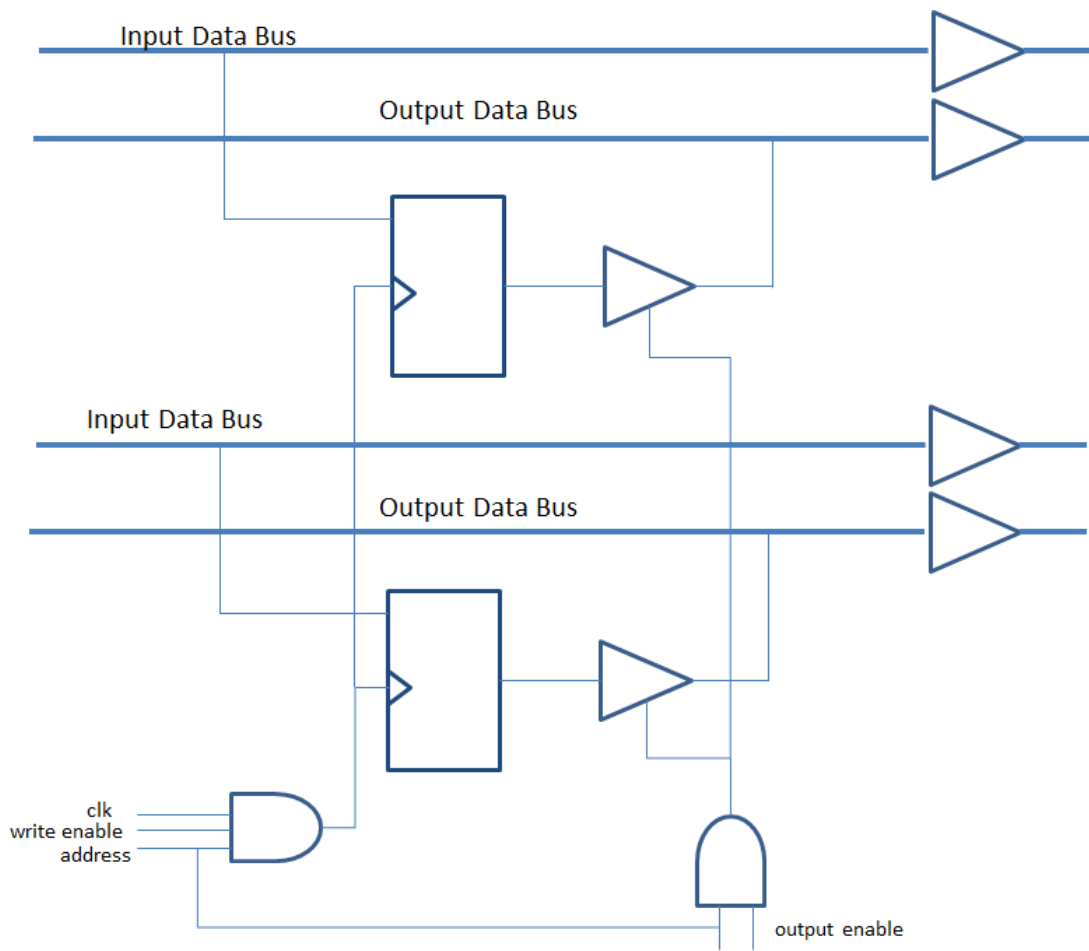 Input Data Bus
Output Data Bus
Input Data Bus
Output Data Bus
clk
write enable
address
output enable